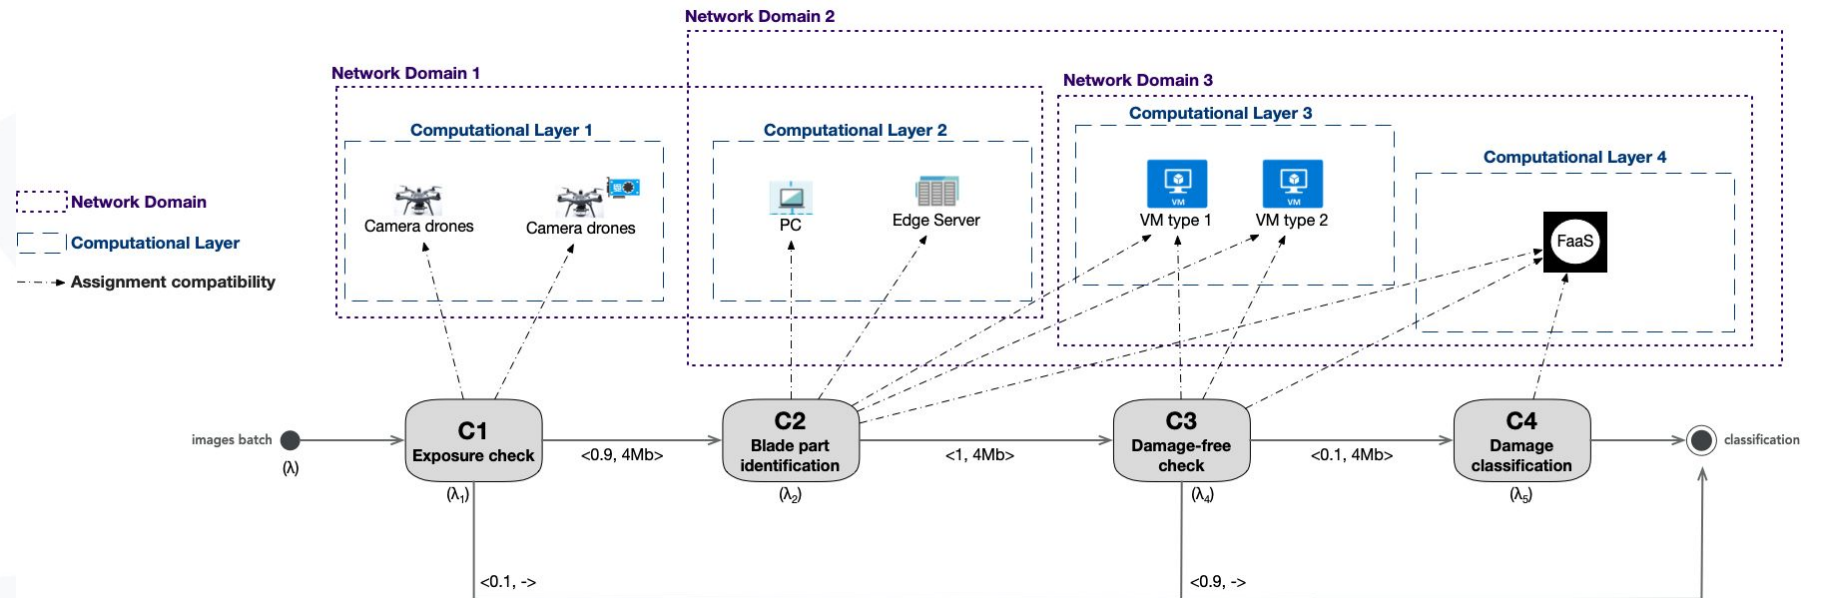 Network Domain 2
Network Domain 1
Network Domain 3
Computational Layer 1
Computational Layer 2
Computational Layer 3
Computational Layer 4
Network Domain
Computational Layer
Assignment compatibility
Camera drones
Camera drones
PC
Edge Server
VM
VM type 1
VM
VM type 2
FaaS
images batch
(λ)
C1
Exposure check
(λ1)
<0.9, 4Mb>
C2
Blade part
identification
(λ2)
<1, 4Mb>
C3
Damage-free
check
(λ4)
<0.1, 4Mb>
C4
Damage
classification
(λ5)
classification
<0.1, ->
<0.9, ->